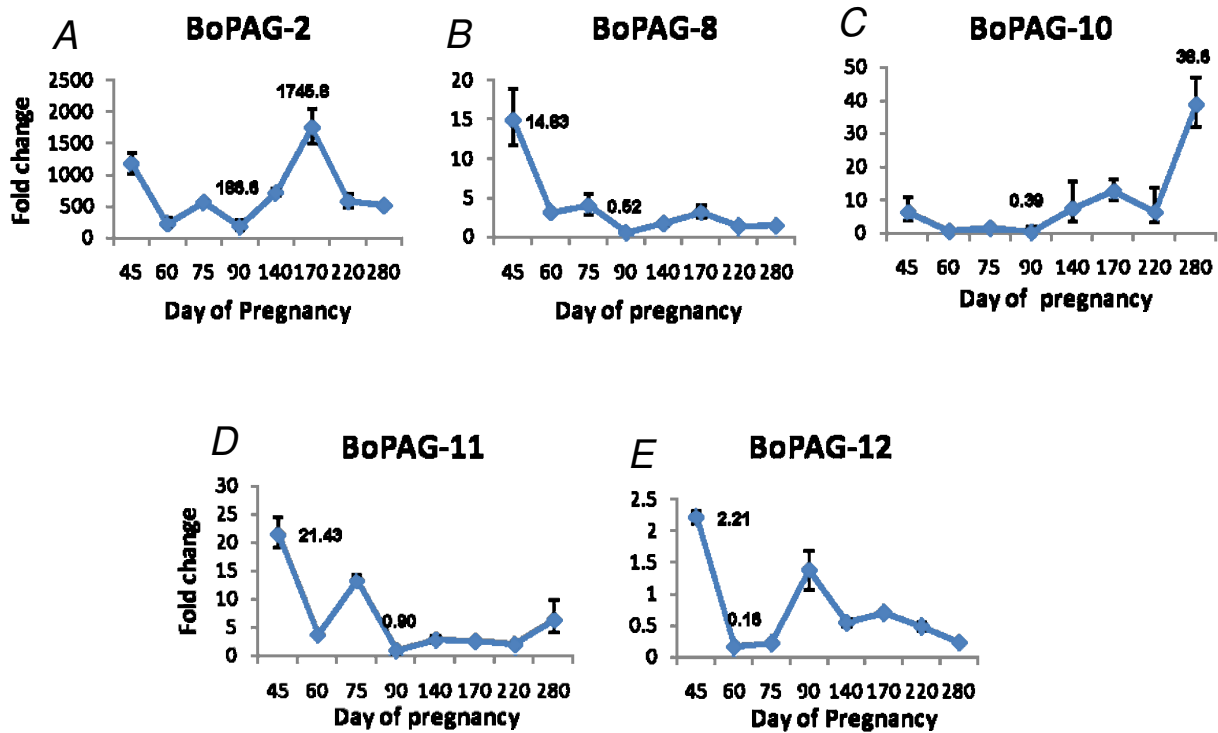 A
BoPAG-2
Fold change
2500
2000
1500
1000
500
0
1745.8
186.6
45 60 75 90 140 170 220 280
Day of Pregnancy
B
BoPAG-8
20
15
10
5
0
14.83
0.52
45 60 75 90 140 170 220 280
Day of pregnancy
C
BoPAG-10
50
40
30
20
10
0
38.6
0.39
45 60 75 90 140 170 220 280
Day of pregnancy
D
BoPAG-11
Fold change
30
25
20
15
10
5
0
21.43
0.90
45 60 75 90 140 170 220 280
Day of pregnancy
E
BoPAG-12
2.5
2
1.5
1
0.5
0
2.21
0.16
45 60 75 90 140 170 220 280
Day of Pregnancy